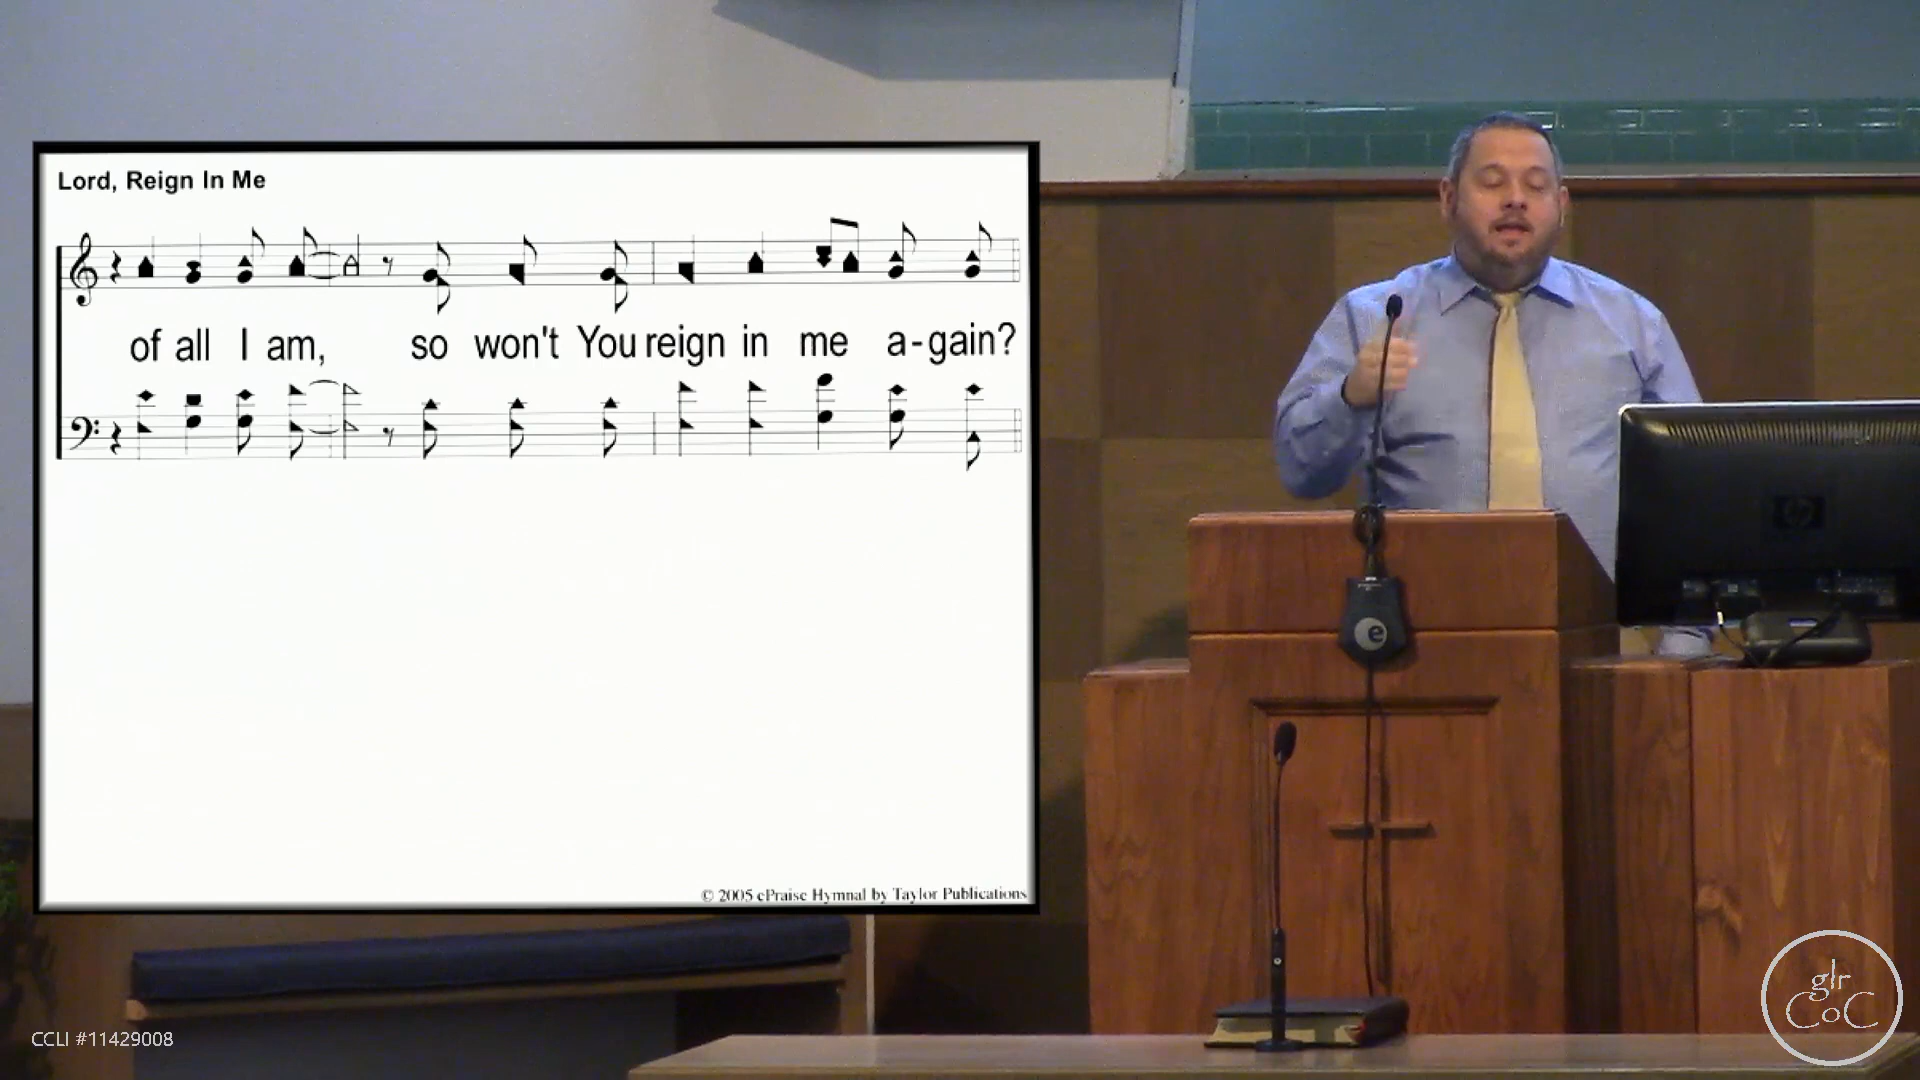 Lord, Reign In Me
of all I am, so won't You reign in me a-gain?
© 2005 ePraise Hymnal by Taylor Publications
hp
e
glr
CoC
CCLI #11429008